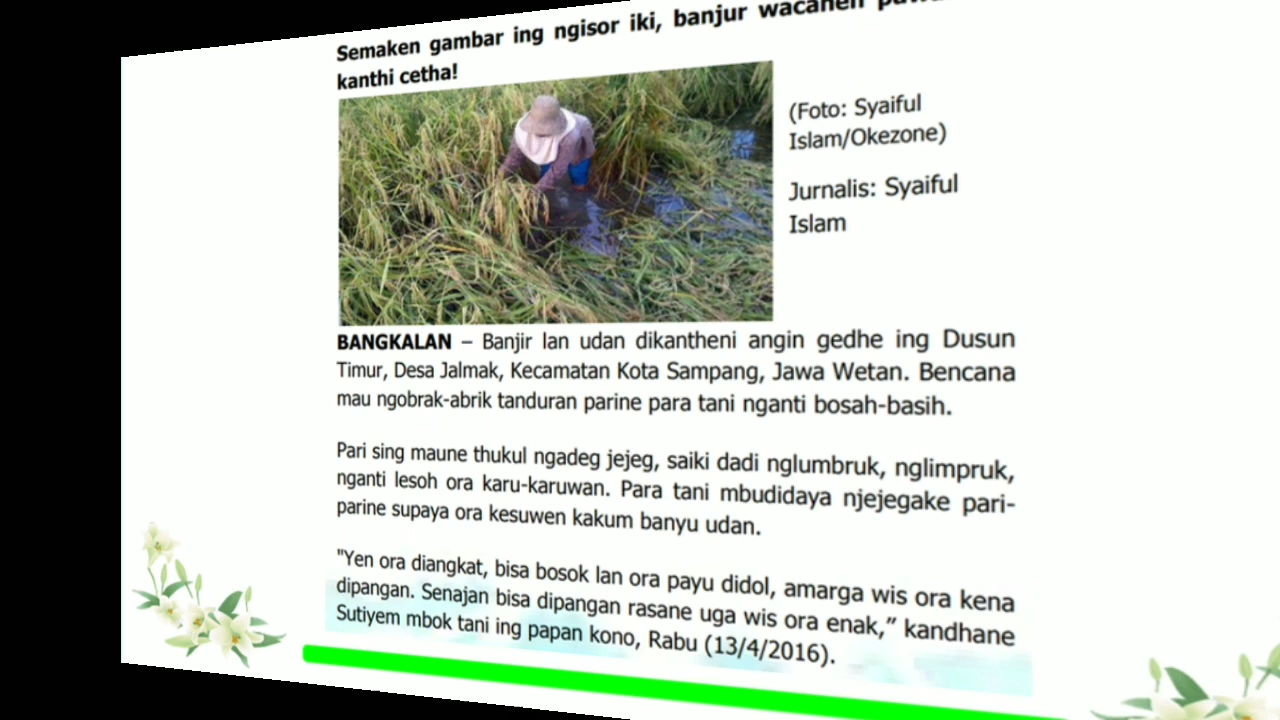 Semaken gambar ing ngisor iki, banjur wacanen
kanthi cetha!
(Foto: Syaiful
Islam/Okezone)
Jurnalis: Syaiful
Islam
BANGKALAN – Banjir lan udan dikantheni angin gedhe ing Dusun
Timur, Desa Jalmak, Kecamatan Kota Sampang, Jawa Wetan. Bencana
mau ngobrak-abrik tanduran parine para tani nganti bosah-basih.
Pari sing maune thukul ngadeg jejeg, saiki dadi nglumbruk, nglimpruk,
nganti lesoh ora karu-karuwan. Para tani mbudidaya njejegake pari-
parine supaya ora kesuwen kakum banyu udan.
"Yen ora diangkat, bisa bosok lan ora payu didol, amarga wis ora kena
dipangan. Senajan bisa dipangan rasane uga wis ora enak,” kandhane
Sutiyem mbok tani ing papan kono, Rabu (13/4/2016).